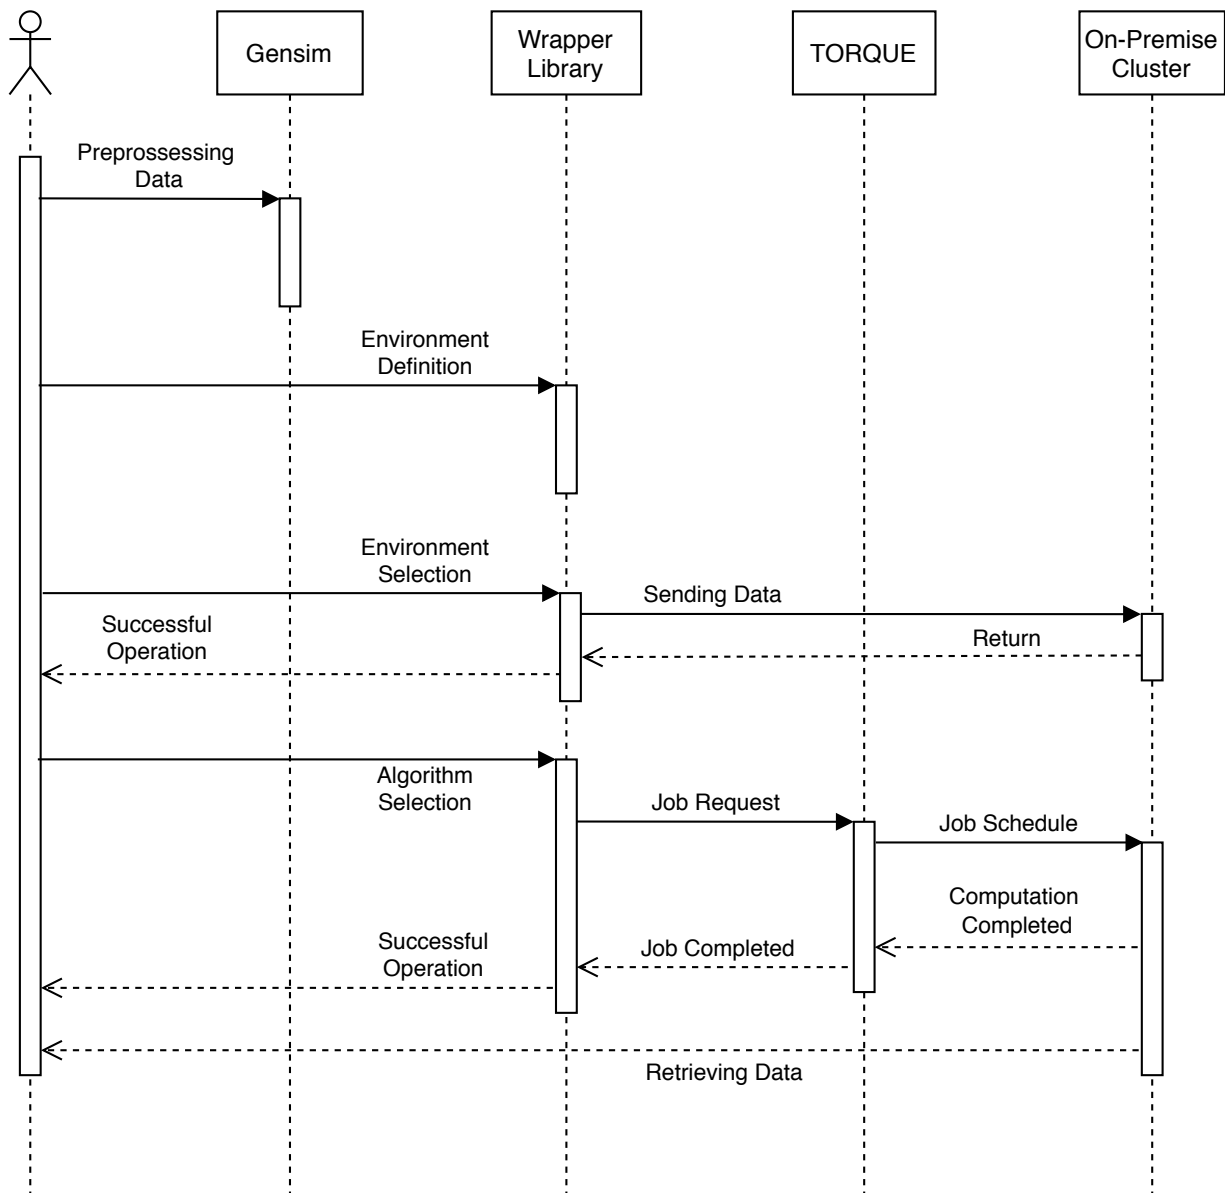 Gensim
Wrapper
Library
TORQUE
On-Premise
Cluster
Preprossessing
Data
Environment
Definition
Environment
Selection
Sending Data
Successful
Operation
Return
Algorithm
Selection
Job Request
Job Schedule
Computation
Completed
Successful
Operation
Job Completed
Retrieving Data